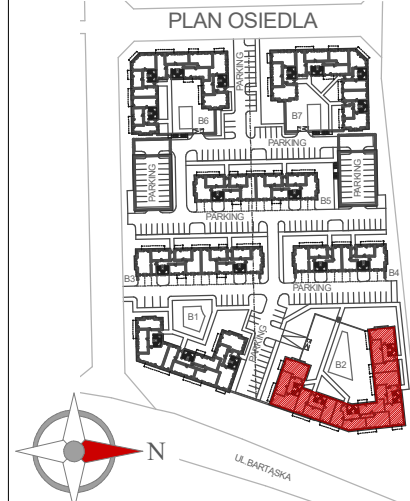 PLAN OSIEDLA
PARKING
B6
B7
PARKING
PARKING
PARKING
B5
PARKING
B3
B4
PARKING
B1
PARKING
B2
N
UL.BARTĄSKA